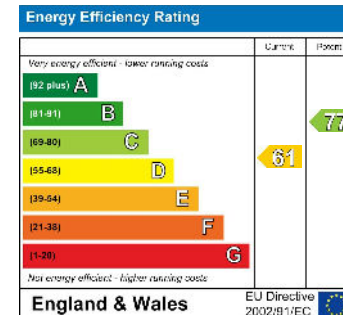 Energy Efficiency Rating
Current Potent
Very energy efficient - lower running costs
(92 plus) A
(81-91) B
77
(69-80) C
61
(55-68) D
(39-54) E
(21-38) F
(1-20) G
Not energy efficient - higher running costs
England & Wales
EU Directive
2002/91/EC